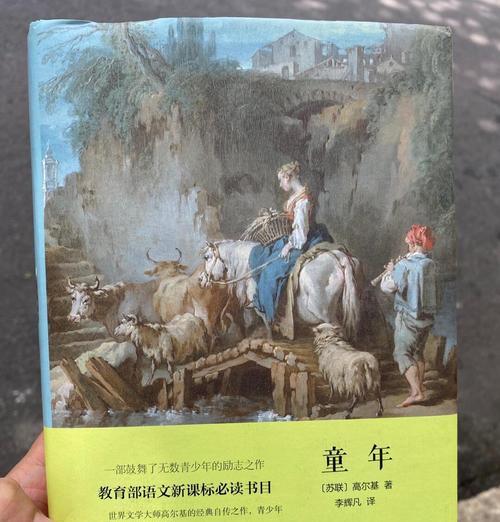 一部鼓舞了无数青少年的励志之作
教育部语文新课标必读书目
世界文学大师高尔基的经典自传之作，青少年
童年
〔苏联〕高尔基 著
李辉凡 译